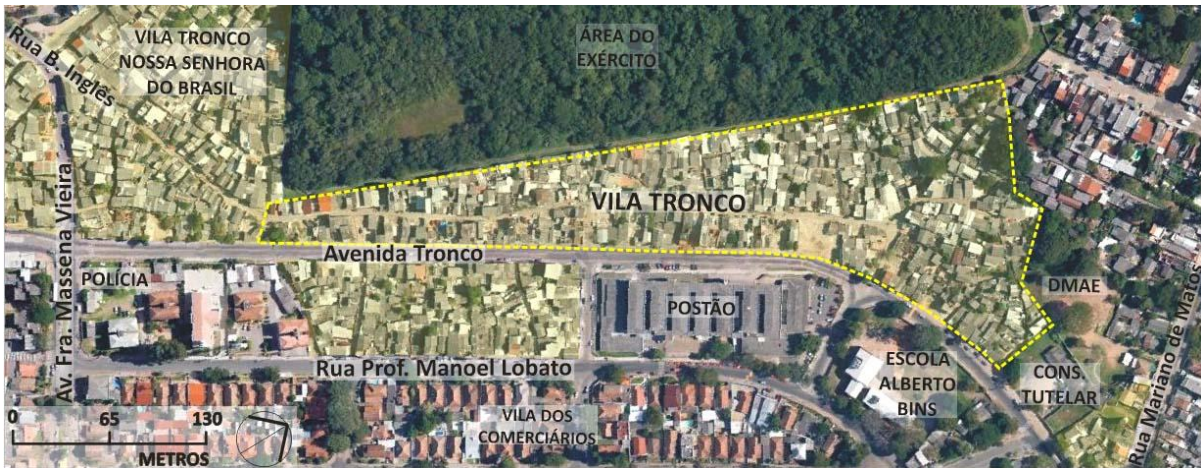 Rua B. Inglês
VILA TRONCO
NOSSA SENHORA
DO BRASIL
ÁREA DO
EXÉRCITO
VILA TRONCO
Avenida Tronco
Av. Fra. Massena Vieira
POLÍCIA
POSTÃO
DMAE
Rua Mariano de Matos
ESCOLA
ALBERTO
BINS
CONS.
TUTELAR
Rua Prof. Manoel Lobato
VILA DOS
COMERCIÁRIOS
0 65 130
METROS